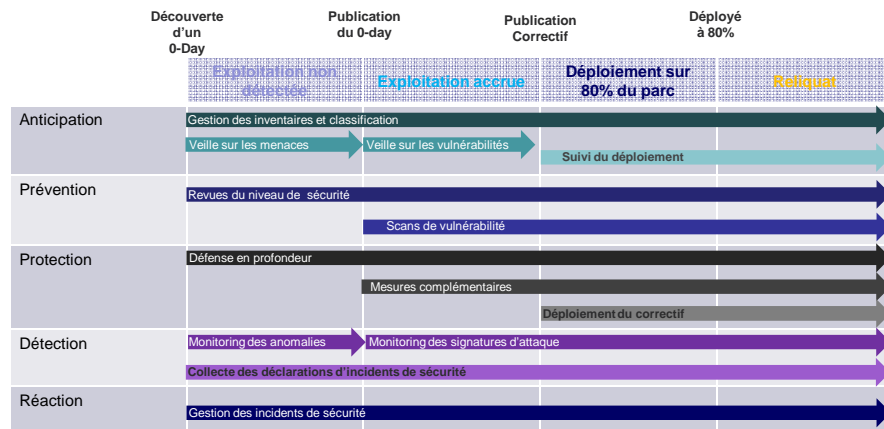 Découverte
d'un
0-Day
Publication
du 0-day
Publication
Correctif
Déployé
à 80%
Exploitation non
détectée
Exploitation accrue
Déploiement sur
80% du parc
Reliquat
Anticipation
Gestion des inventaires et classification
Veille sur les menaces
Veille sur les vulnérabilités
Suivi du déploiement
Prévention
Revues du niveau de sécurité
Scans de vulnérabilité
Protection
Défense en profondeur
Mesures complémentaires
Déploiement du correctif
Détection
Monitoring des anomalies
Monitoring des signatures d'attaque
Collecte des déclarations d'incidents de sécurité
Réaction
Gestion des incidents de sécurité